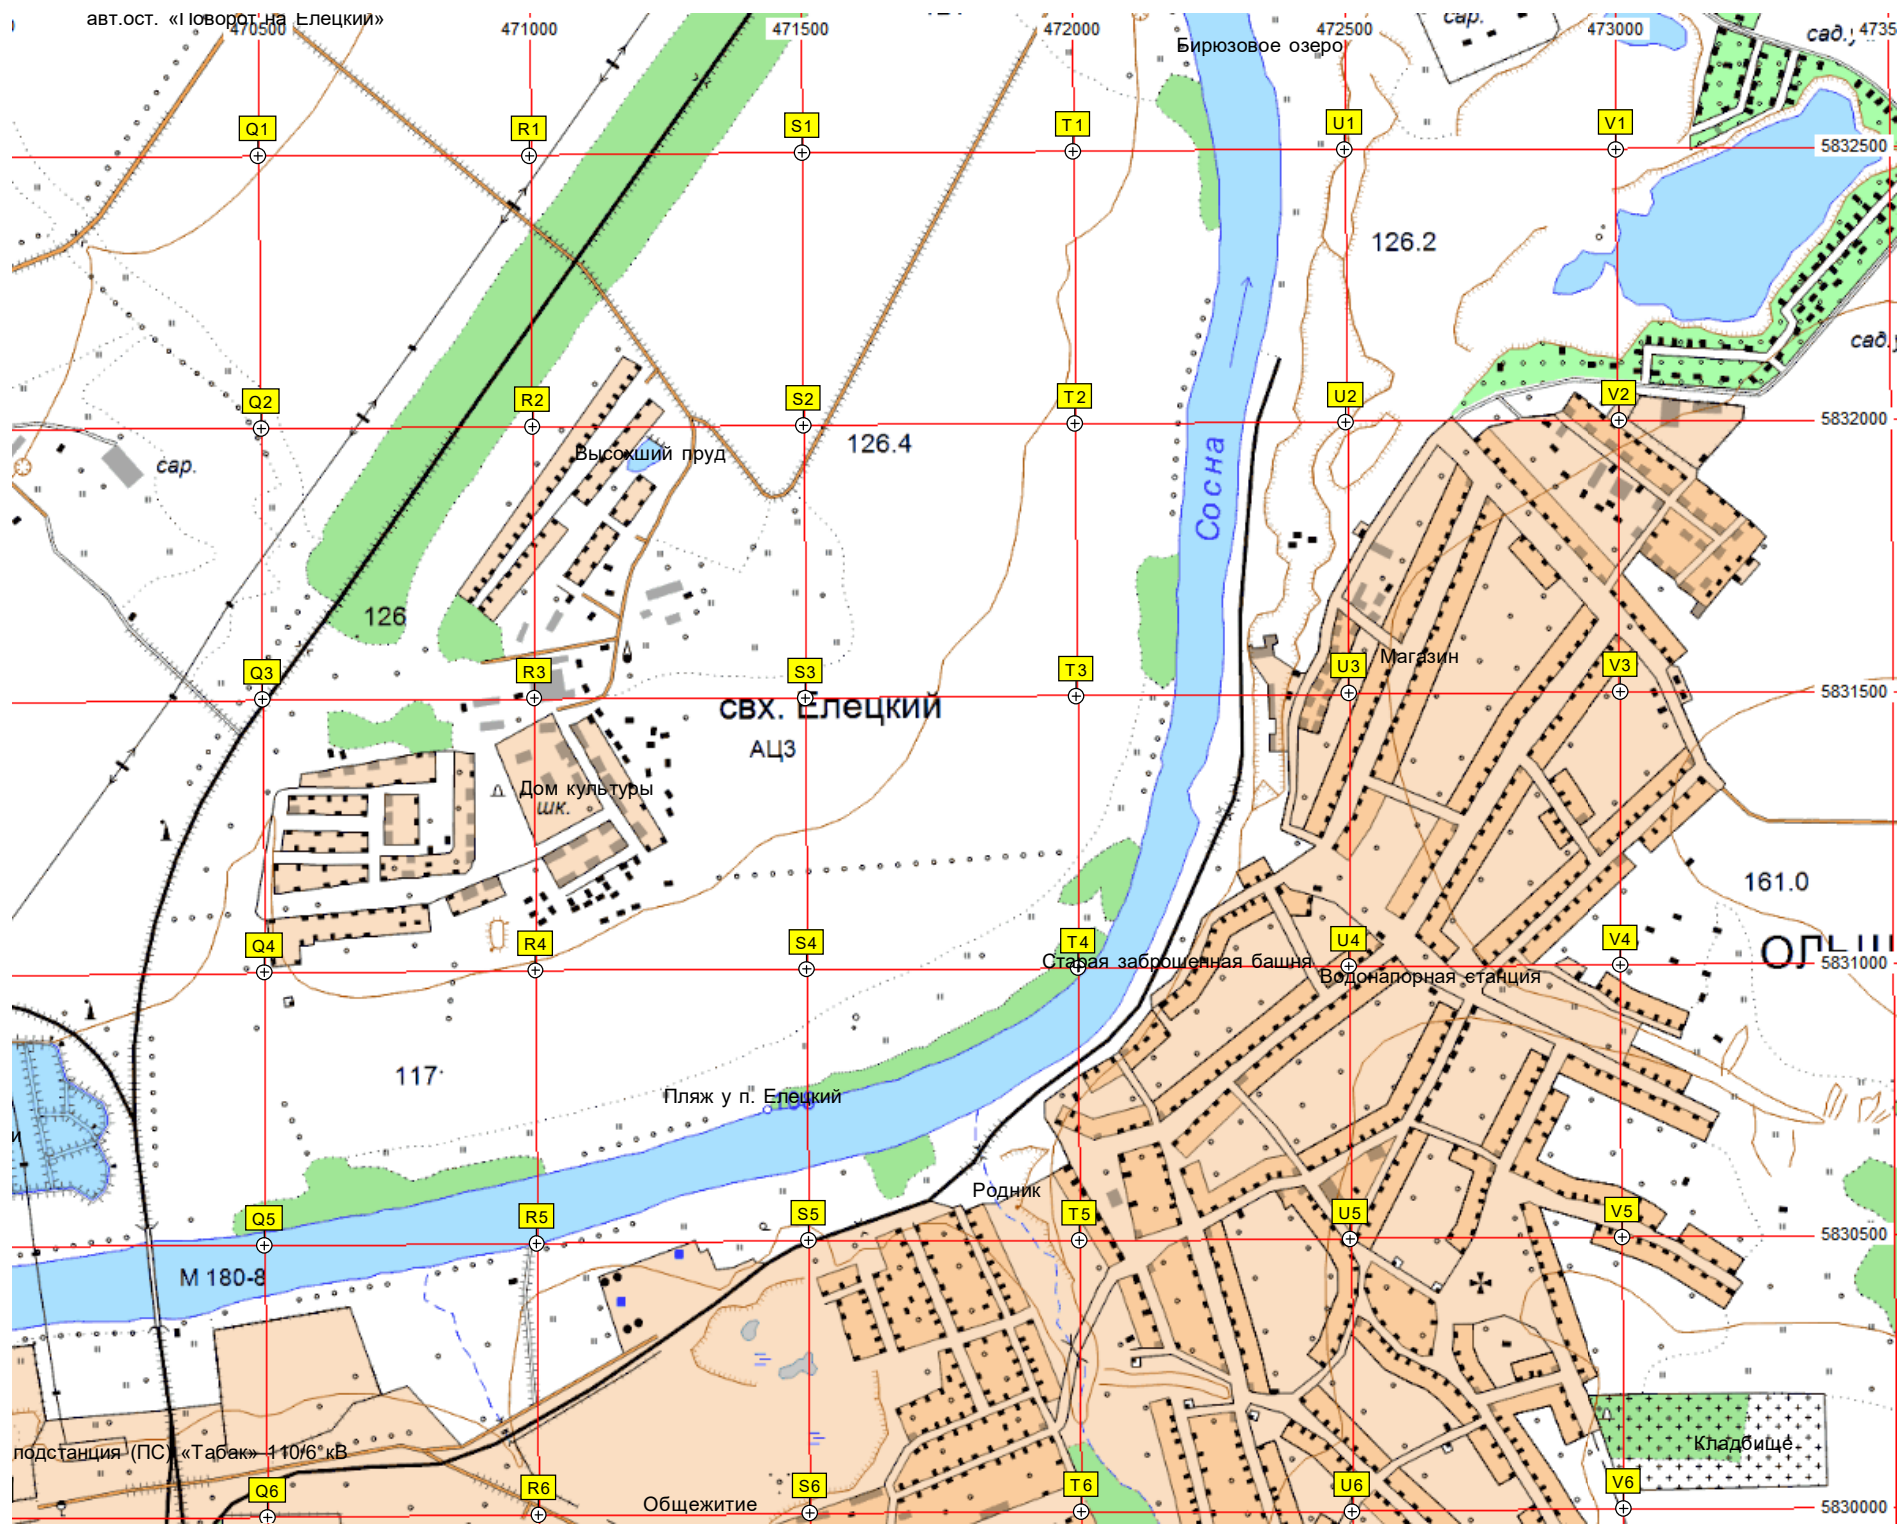 авт.ост. «Поворот на Елецкий»
сар.
470500
471000
471500
472000
472500
473000
4735
Бирюзовое озеро
сад.у
Q1
R1
S1
T1
U1
V1
5832500
126.2
сад.у
Q2
R2
S2
T2
U2
V2
5832000
126.4
Высохший пруд
сар.
Сосна
126
Магазин
Q3
R3
S3
T3
U3
V3
5831500
свх. Елецкий
АЦЗ
Дом культуры
шк.
161.0
Q4
R4
S4
T4
U4
V4
5831000
Старая заброшенная башня
Водонапорная станция
117
Пляж у п. Елецкий
и
Родник
Q5
R5
S5
T5
U5
V5
5830500
М 180-8
подстанция (ПС) «Табак» 110/6 кВ
Кладбище
Общежитие
Q6
R6
S6
T6
U6
V6
5830000